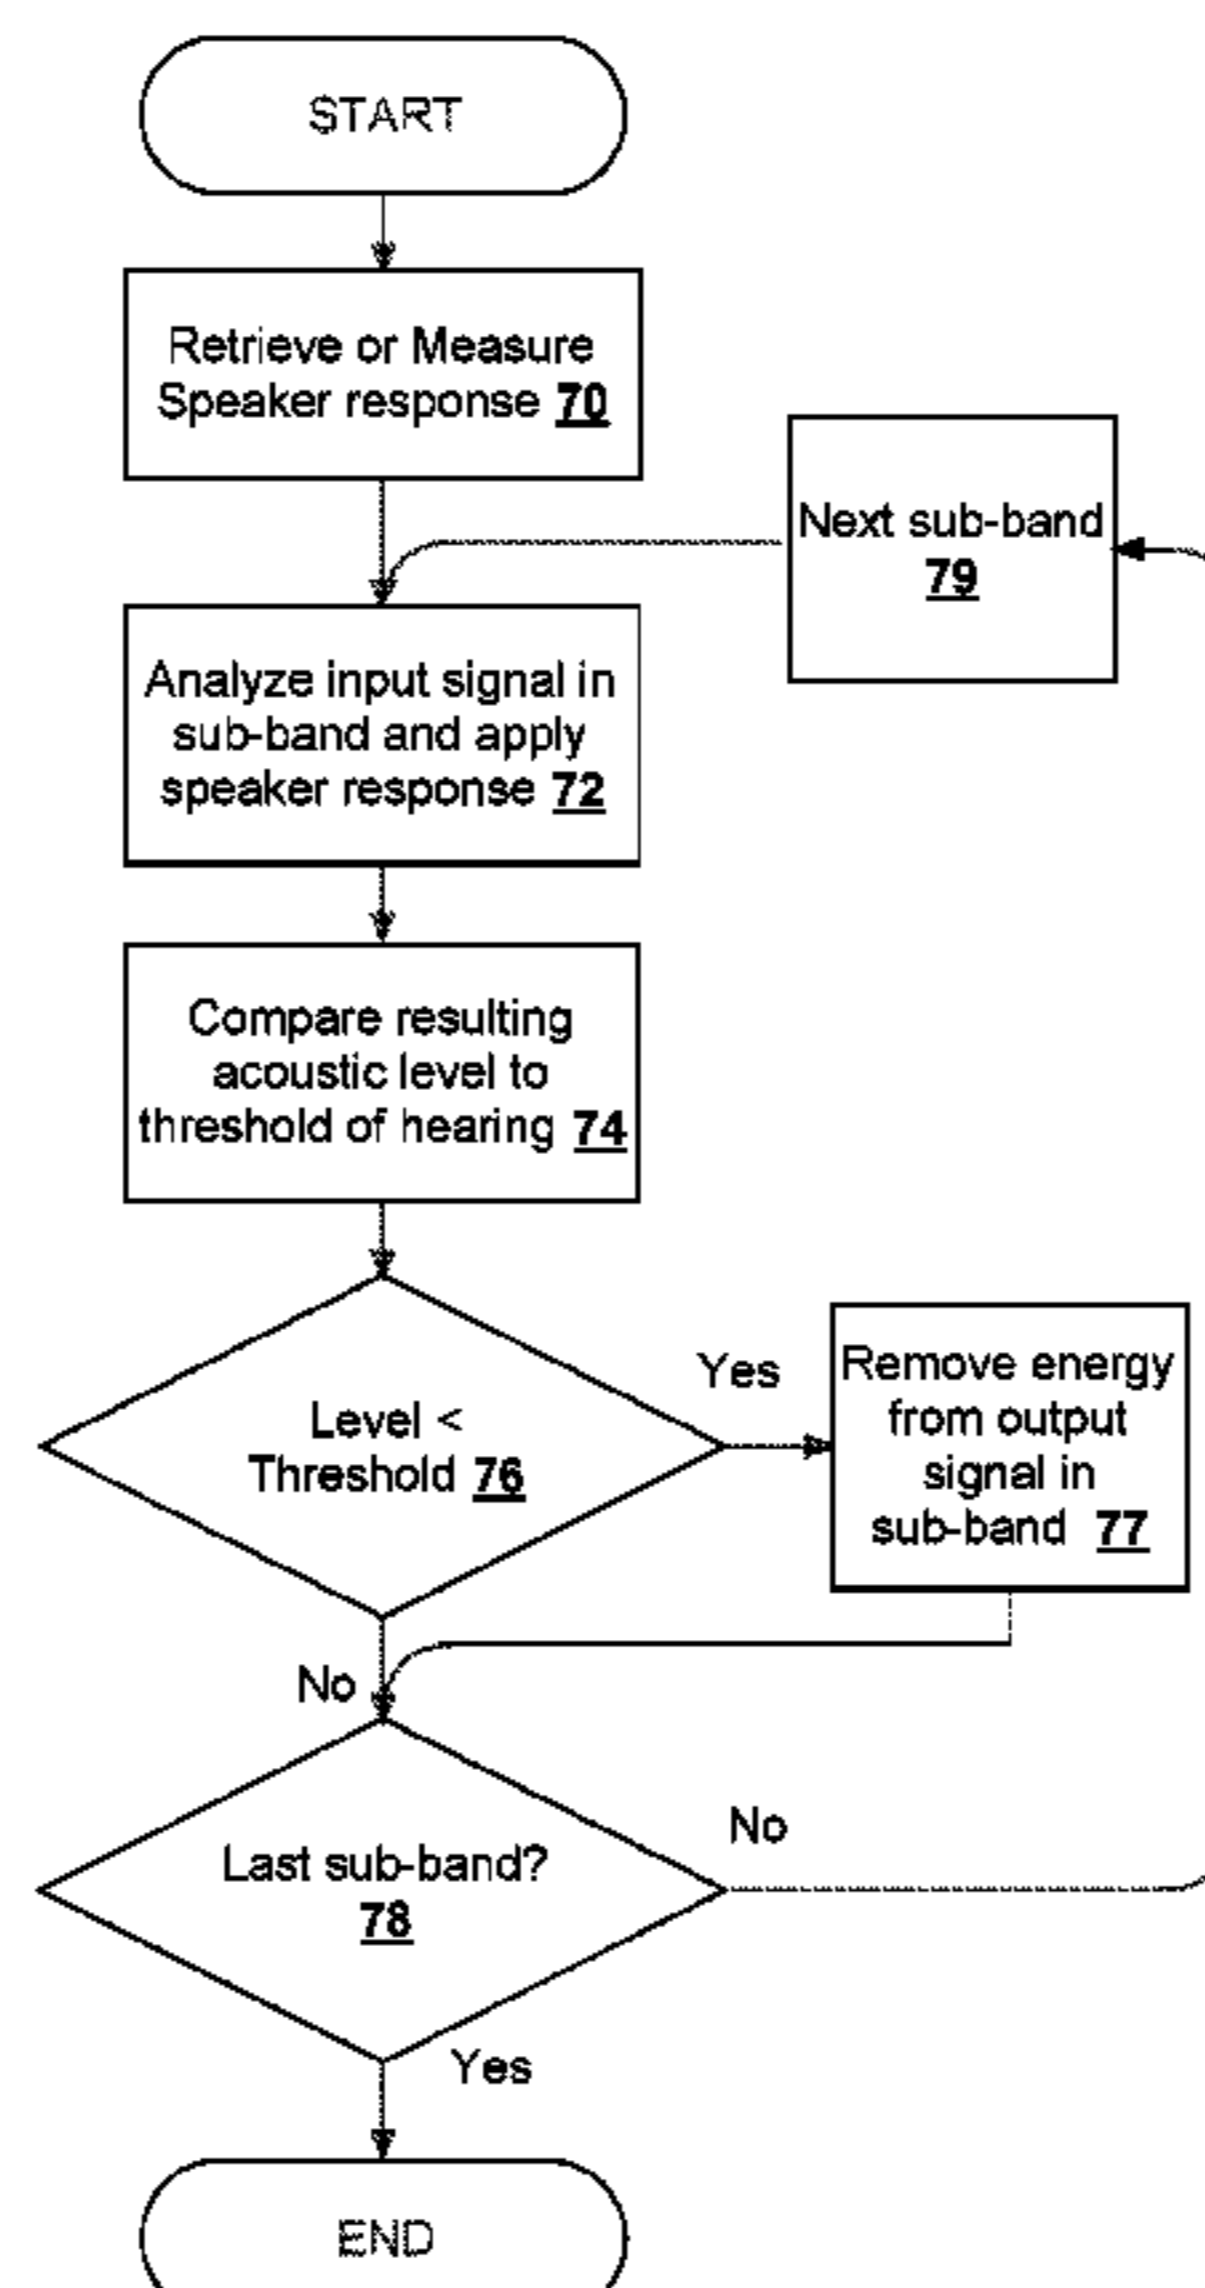 START
Retrieve or Measure
Speaker response 70
Next sub-band
79
Analyze input signal in
sub-band and apply
speaker response 72
Compare resulting
acoustic level to
threshold of hearing 74
Level <
Threshold 76
Yes
Remove energy
from output
signal in
sub-band 77
No
Last sub-band?
78
No
Yes
END